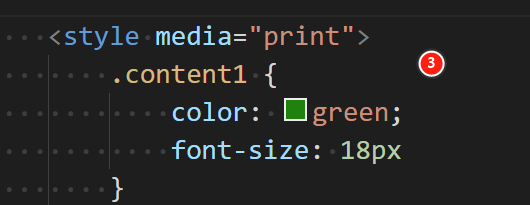 <style media="print">
3
.content1 {
color: green;
font-size: 18px
}